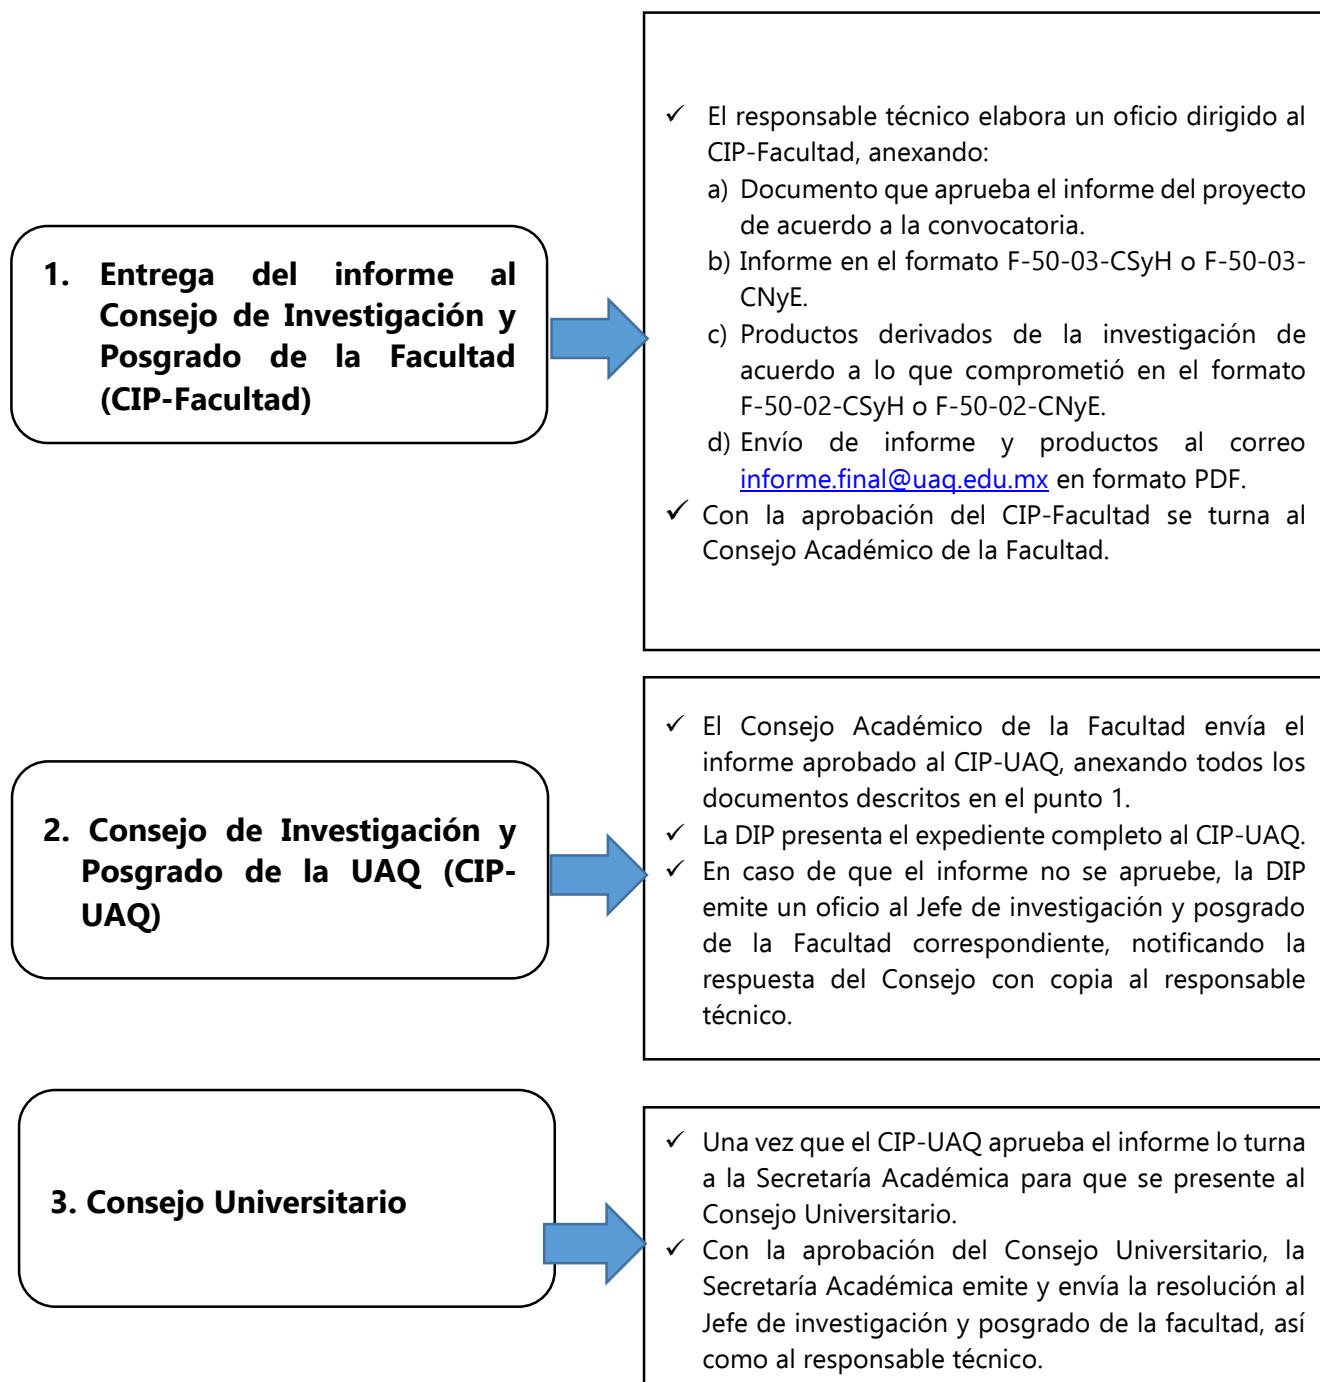 1. Entrega del informe al
Consejo de Investigación y
Posgrado de la Facultad
(CIP-Facultad)
✓ El responsable técnico elabora un oficio dirigido al
CIP-Facultad, anexando:
a) Documento que aprueba el informe del proyecto
de acuerdo a la convocatoria.
b) Informe en el formato F-50-03-CSyH o F-50-03-
CNyE.
c) Productos derivados de la investigación de
acuerdo a lo que comprometió en el formato
F-50-02-CSyH o F-50-02-CNyE.
d) Envío de informe y productos al correo
informe.final@uaq.edu.mx en formato PDF.
✓ Con la aprobación del CIP-Facultad se turna al
Consejo Académico de la Facultad.
2. Consejo de Investigación y
Posgrado de la UAQ (CIP-
UAQ)
✓ El Consejo Académico de la Facultad envía el
informe aprobado al CIP-UAQ, anexando todos los
documentos descritos en el punto 1.
✓ La DIP presenta el expediente completo al CIP-UAQ.
✓ En caso de que el informe no se apruebe, la DIP
emite un oficio al Jefe de investigación y posgrado
de la Facultad correspondiente, notificando la
respuesta del Consejo con copia al responsable
técnico.
3. Consejo Universitario
✓ Una vez que el CIP-UAQ aprueba el informe lo turna
a la Secretaría Académica para que se presente al
Consejo Universitario.
✓ Con la aprobación del Consejo Universitario, la
Secretaría Académica emite y envía la resolución al
Jefe de investigación y posgrado de la facultad, así
como al responsable técnico.